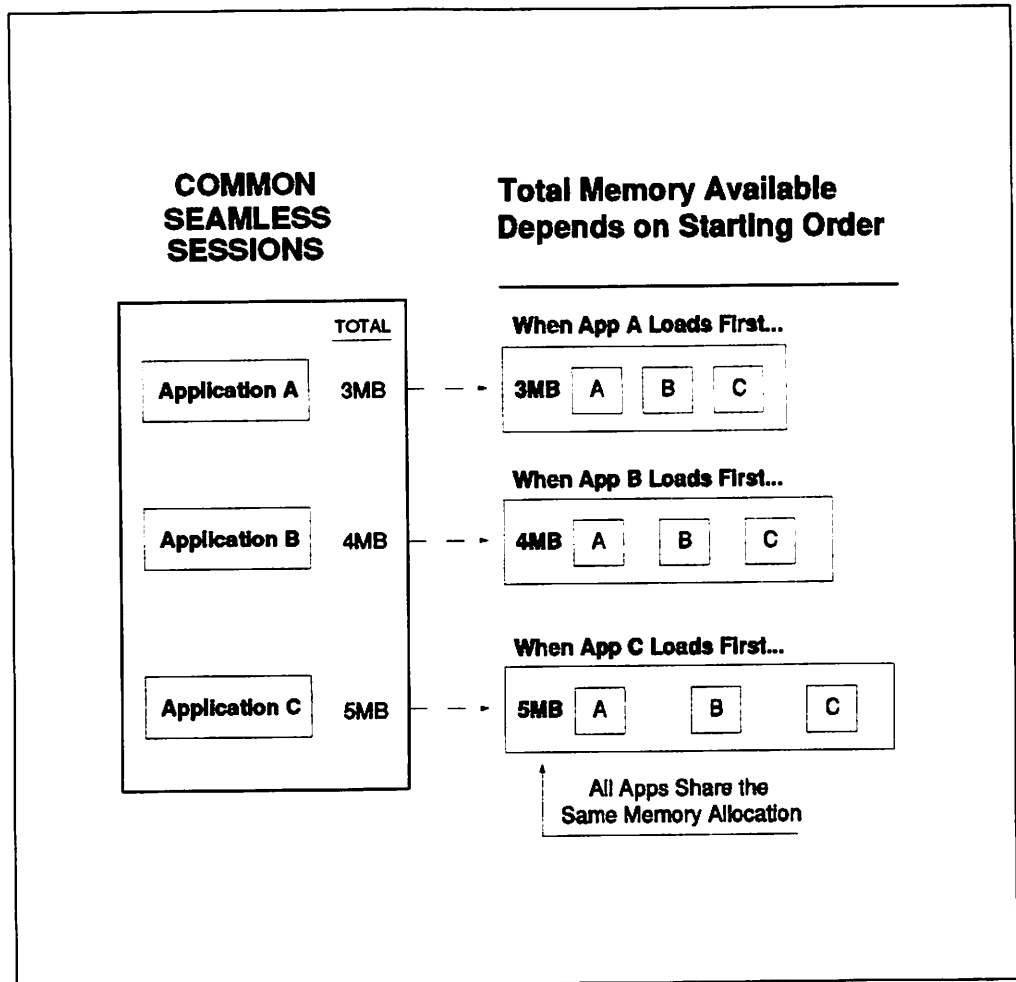 COMMON
SEAMLESS
SESSIONS
Total Memory Available
Depends on Starting Order
TOTAL
Application A 3MB
Application B 4MB
Application C 5MB
When App A Loads First...
3MB A B C
When App B Loads First...
4MB A B C
When App C Loads First...
5MB A B C
All Apps Share the
Same Memory Allocation